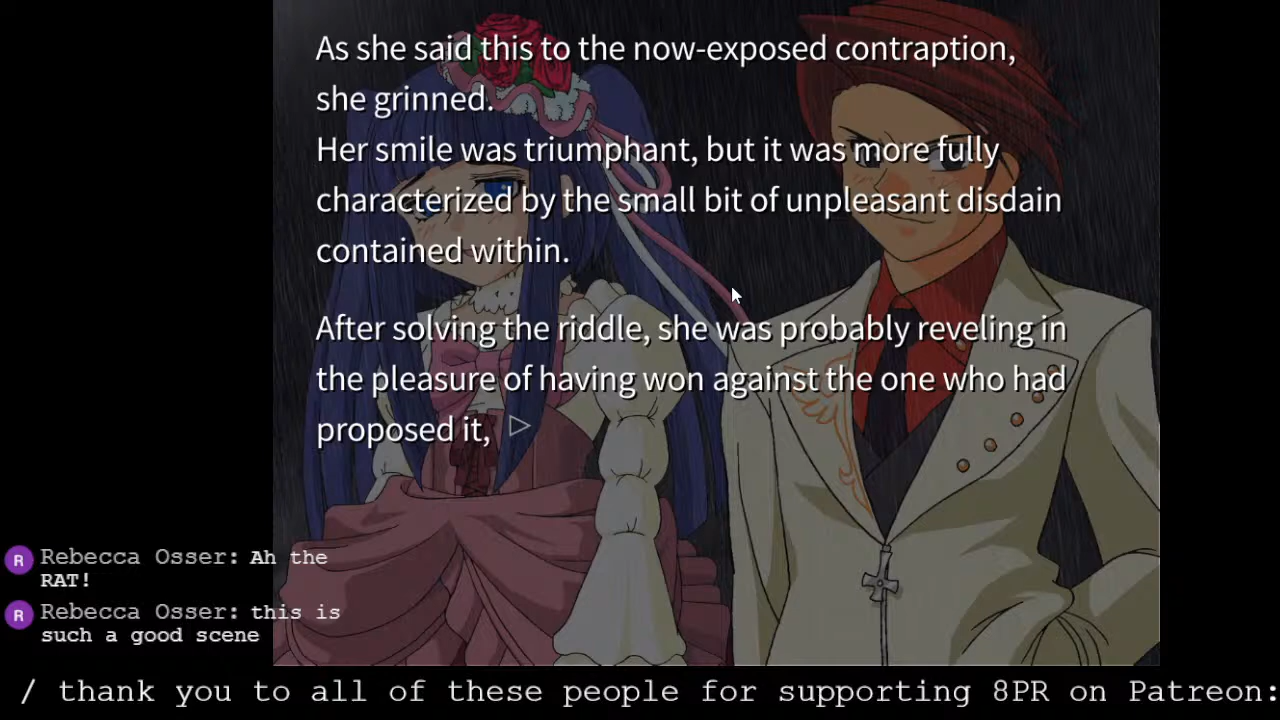 As she said this to the now-exposed contraption,
she grinned.
Her smile was triumphant, but it was more fully
characterized by the small bit of unpleasant disdain
contained within.
After solving the riddle, she was probably reveling in
the pleasure of having won against the one who had
proposed it,
R Rebecca Osser: Ah the
RAT!
R Rebecca Osser: this is
such a good scene
/ thank you to all of these people for supporting 8PR on Patreon: